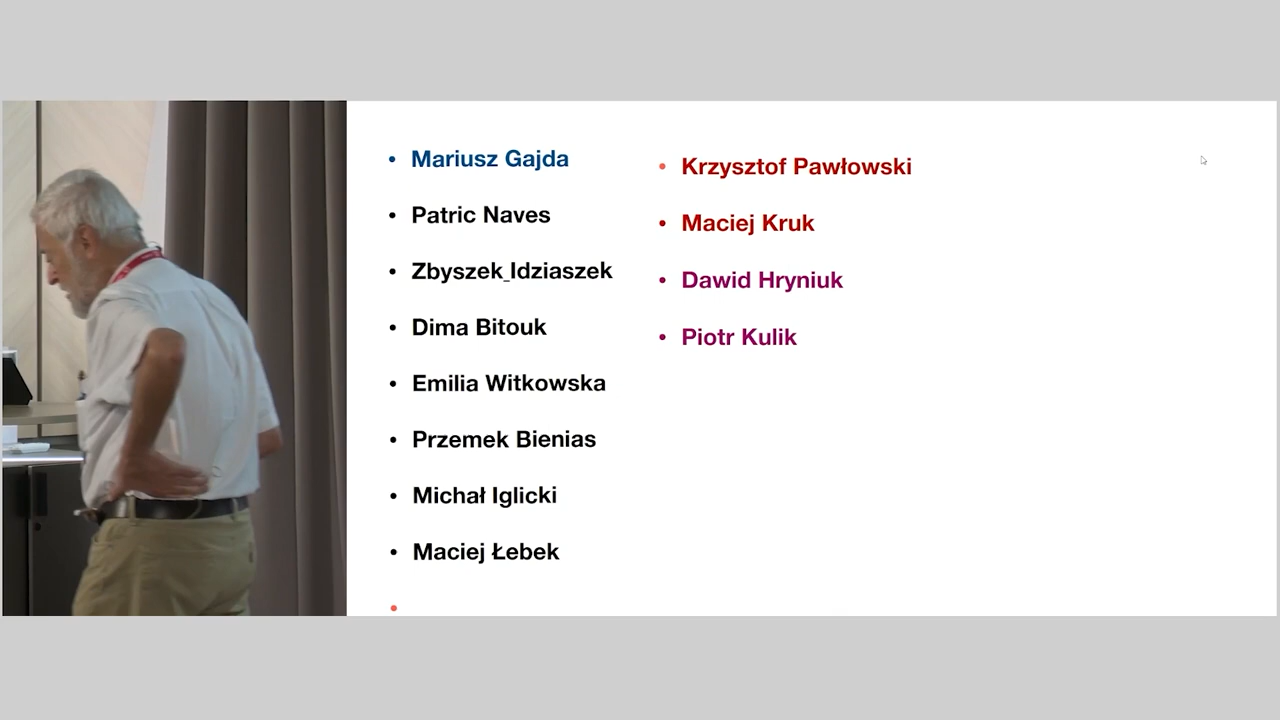 • Mariusz Gajda
• Patric Naves
• Zbyszek_Idziaszek
• Dima Bitouk
• Emilia Witkowska
• Przemek Bienias
• Michał Iglicki
• Maciej Łebek
•
• Krzysztof Pawłowski
• Maciej Kruk
• Dawid Hryniuk
• Piotr Kulik